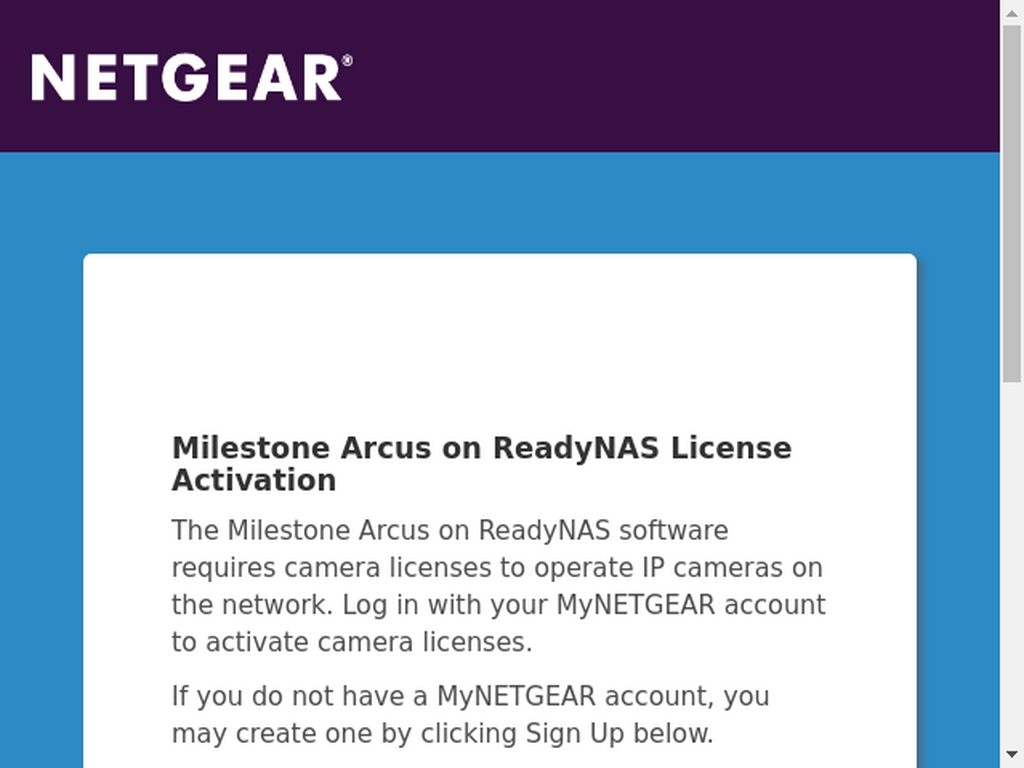 NETGEAR®
Milestone Arcus on ReadyNAS License
Activation
The Milestone Arcus on ReadyNAS software
requires camera licenses to operate IP cameras on
the network. Log in with your MyNETGEAR account
to activate camera licenses.
If you do not have a MyNETGEAR account, you
may create one by clicking Sign Up below.